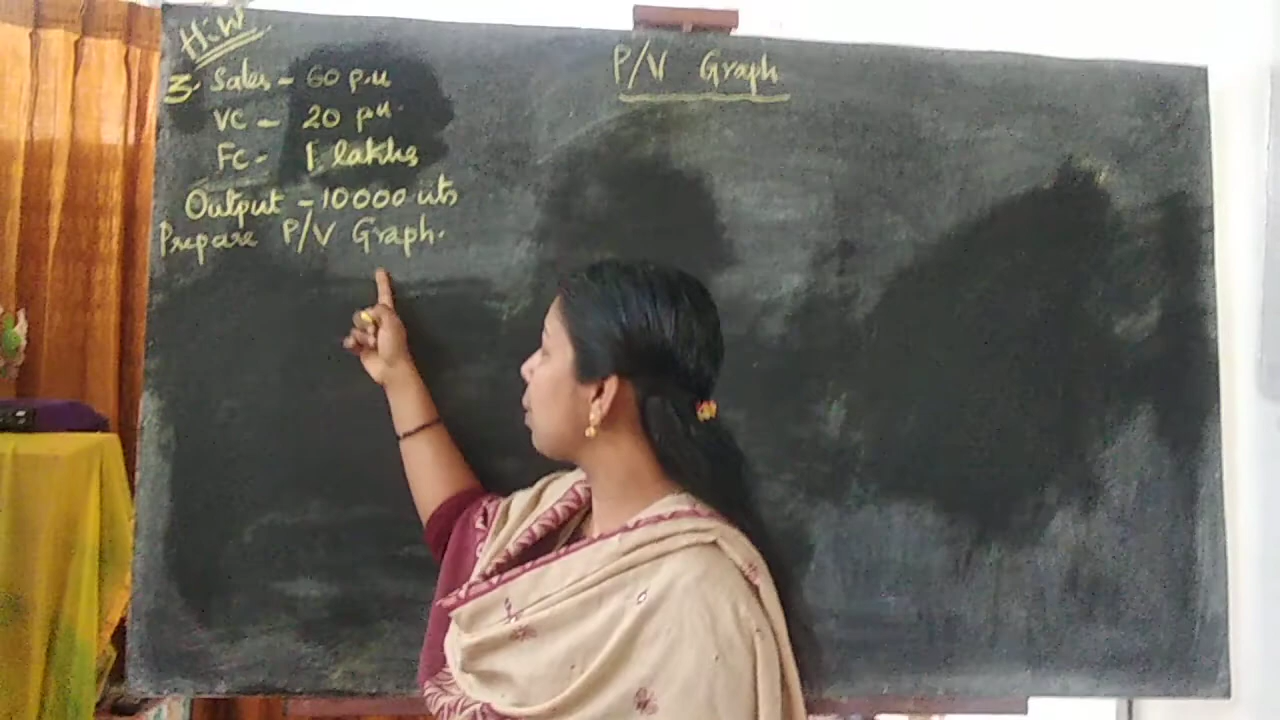 H.W
3. Sales - 60 p.u
VC - 20 p.u.
FC - 1 lakhs
Output - 10000 uts
Prepare P/V Graph.
P/V Graph